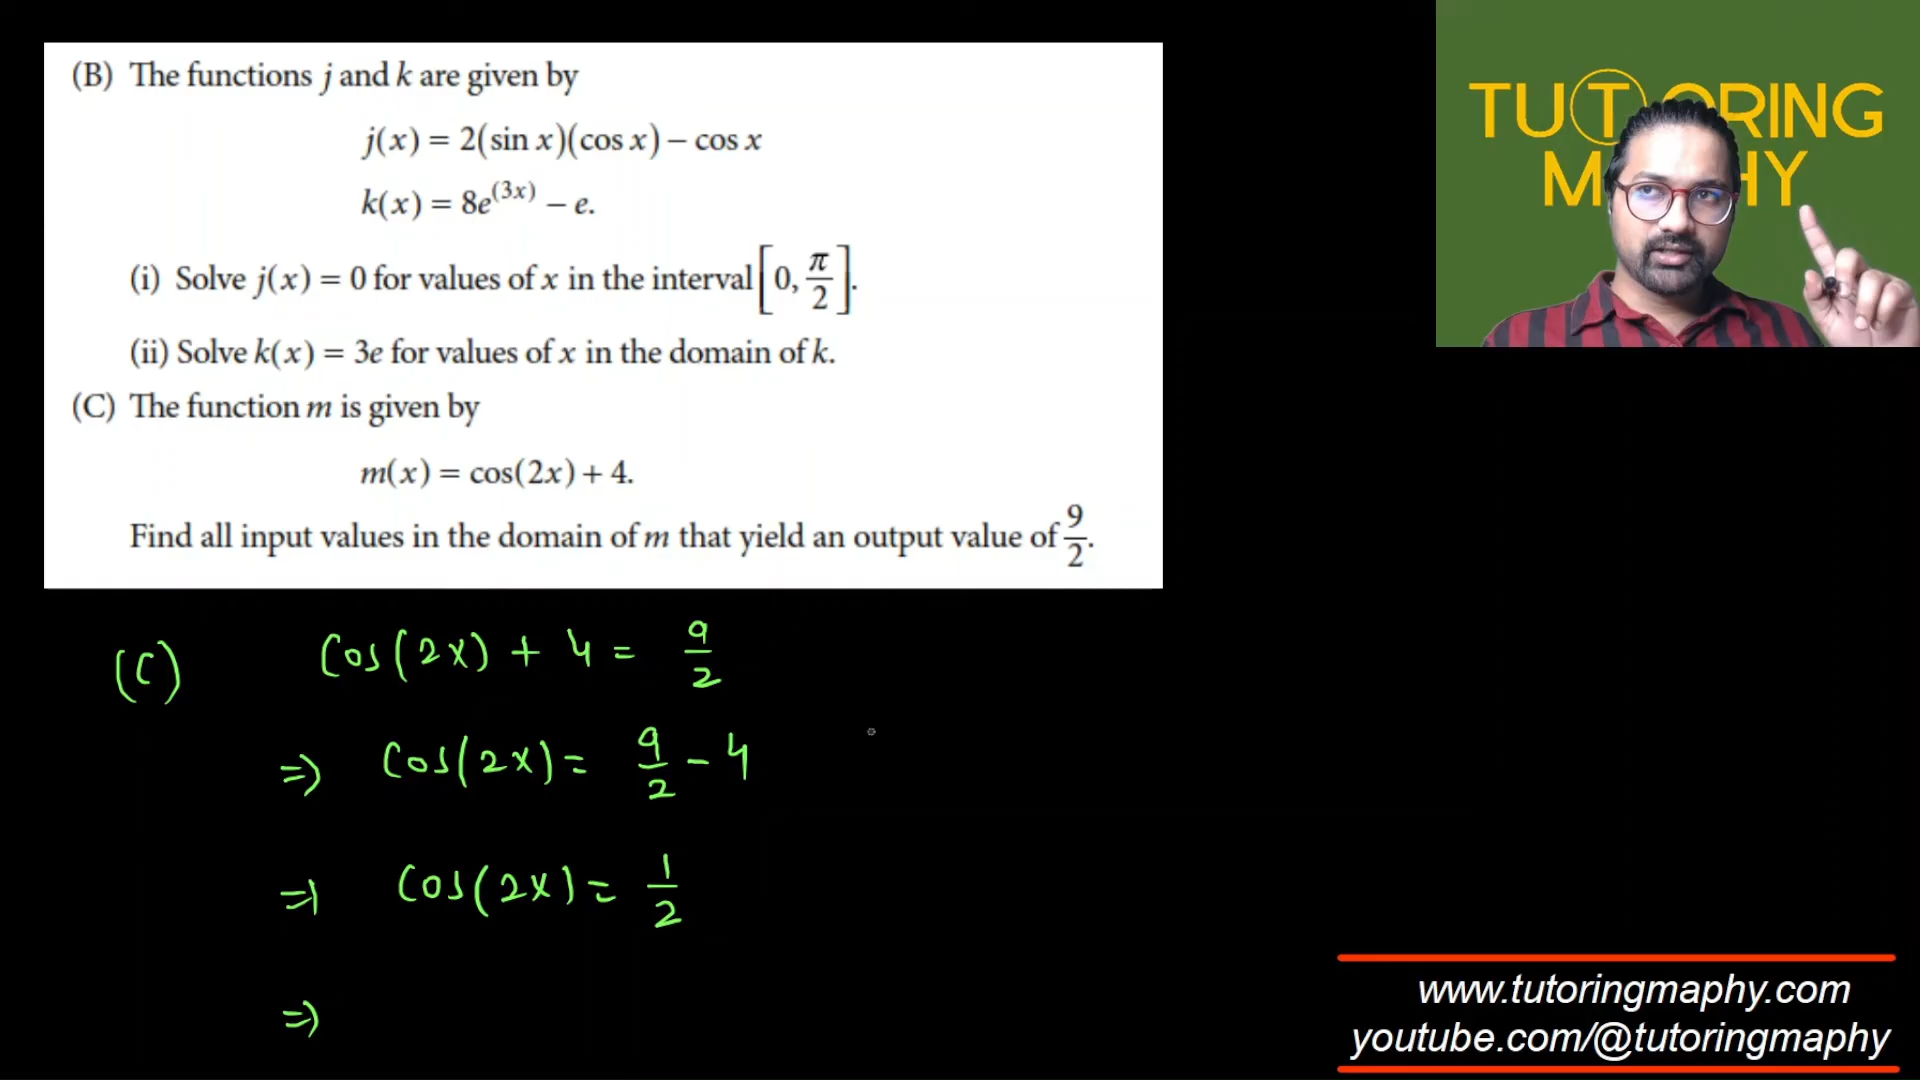 (B) The functions j and k are given by
j(x) = 2(sin x)(cos x) – cos x
k(x) = 8e^(3x) – e.
(i) Solve j(x) = 0 for values of x in the interval [0, π/2].
(ii) Solve k(x) = 3e for values of x in the domain of k.
(C) The function m is given by
m(x) = cos(2x) + 4.
Find all input values in the domain of m that yield an output value of 9/2.
TUTORING
(C) Cos(2x) + 4 = 9/2
=> Cos(2x) = 9/2 - 4
=> Cos(2x) = 1/2
=>
www.tutoringmaphy.com
youtube.com/@tutoringmaphy